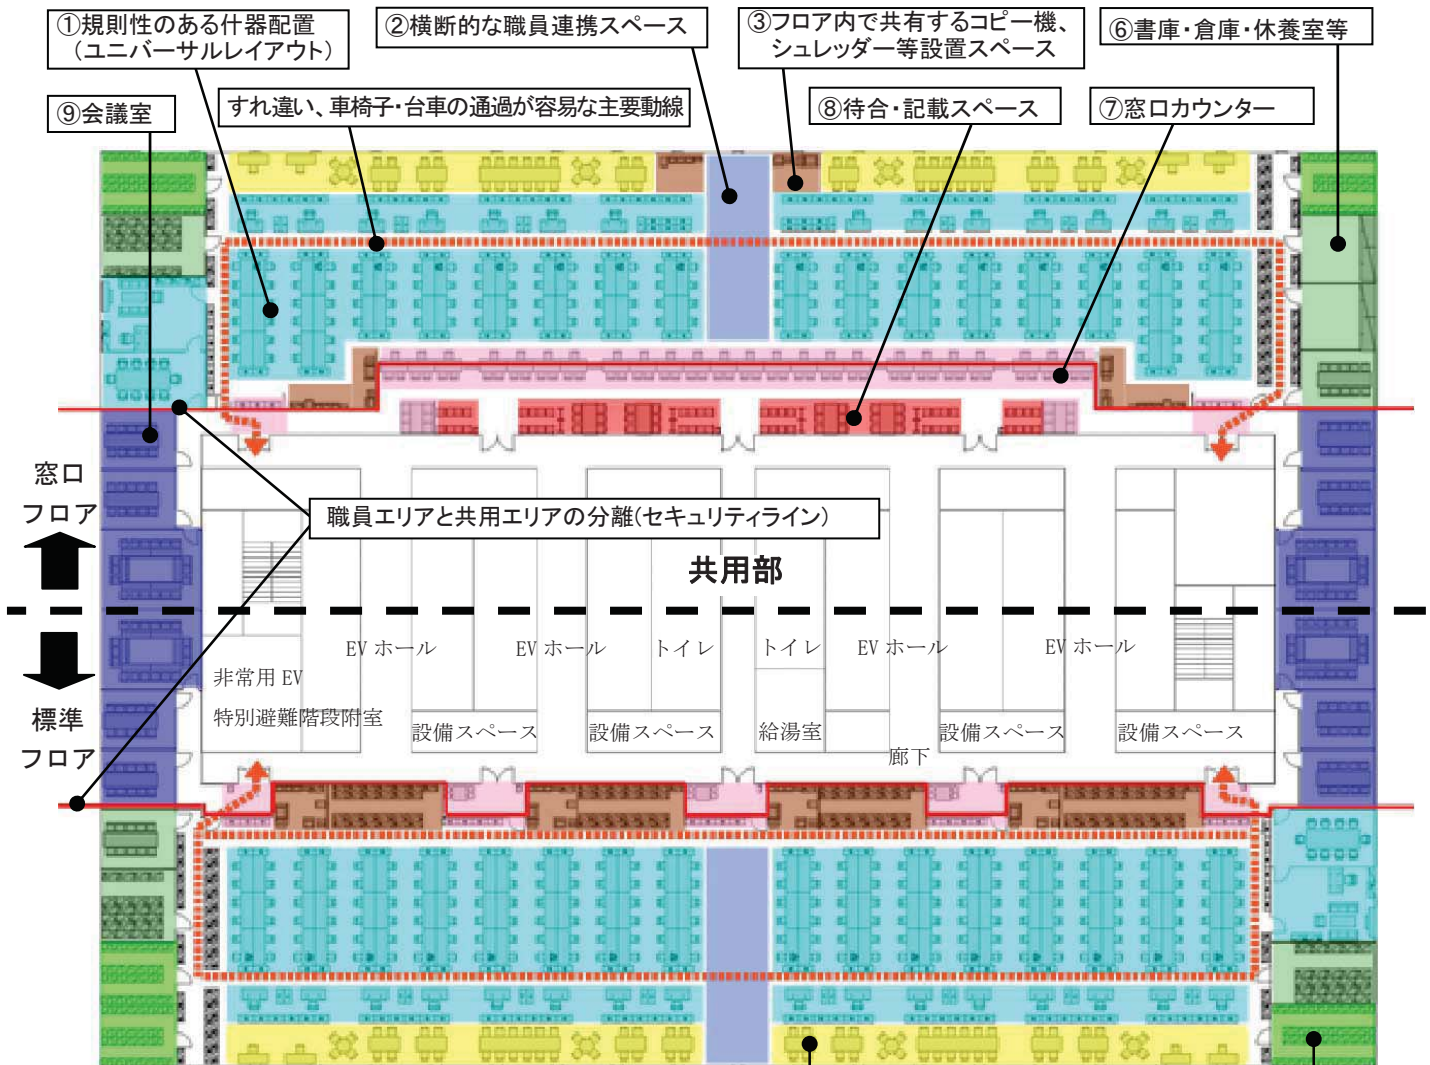 ①規則性のある什器配置
（ユニバーサルレイアウト）
②横断的な職員連携スペース
③フロア内で共有するコピー機、
シュレッダー等設置スペース
⑥書庫・倉庫・休養室等
⑨会議室
すれ違い、車椅子・台車の通過が容易な主要動線
⑧待合・記載スペース
⑦窓口カウンター
窓口
フロア
職員エリアと共用エリアの分離(セキュリティライン)
共用部
EVホール
EVホール
トイレ
トイレ
EVホール
EVホール
非常用EV
特別避難階段附室
標準
フロア
設備スペース
設備スペース
給湯室
設備スペース
設備スペース
廊下